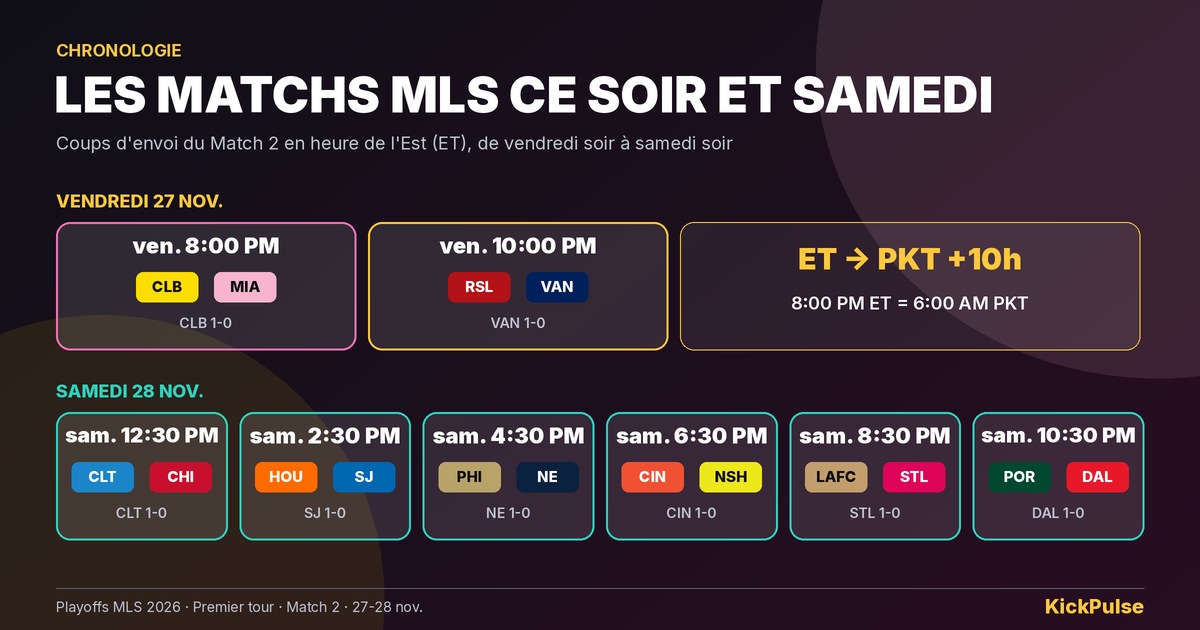 CHRONOLOGIE
LES MATCHS MLS CE SOIR ET SAMEDI
Coups d'envoi du Match 2 en heure de l'Est (ET), de vendredi soir à samedi soir
VENDREDI 27 NOV.
ven. 8:00 PM
CLB MIA
CLB 1-0
ven. 10:00 PM
RSL VAN
VAN 1-0
ET → PKT +10h
8:00 PM ET = 6:00 AM PKT
SAMEDI 28 NOV.
sam. 12:30 PM
CLT CHI
CLT 1-0
sam. 2:30 PM
HOU SJ
SJ 1-0
sam. 4:30 PM
PHI NE
NE 1-0
sam. 6:30 PM
CIN NSH
CIN 1-0
sam. 8:30 PM
LAFC STL
STL 1-0
sam. 10:30 PM
POR DAL
DAL 1-0
Playoffs MLS 2026 · Premier tour · Match 2 · 27-28 nov.
KickPulse